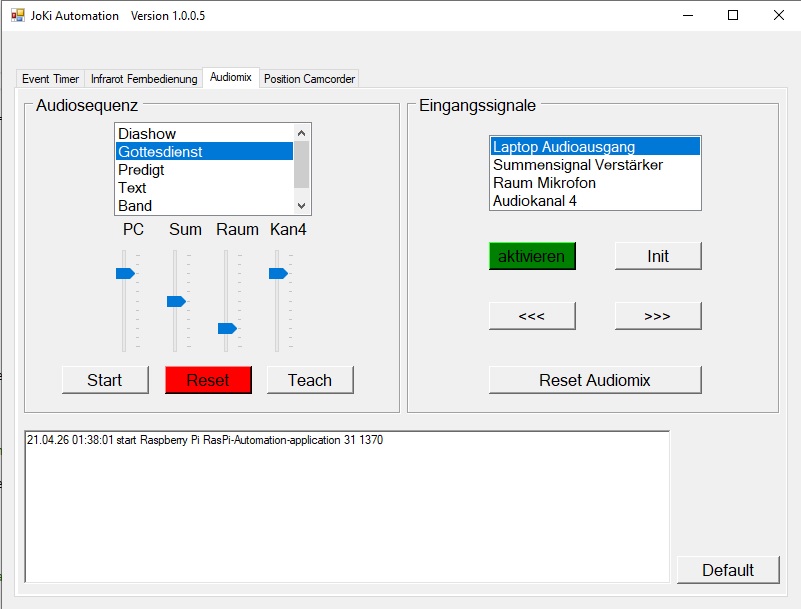 JoKi Automation Version 1.0.0.5
Event Timer Infrarot Fernbedienung Audiomix Position Camcorder
Audiosequenz
Diashow
Gottesdienst
Predigt
Text
Band
PC Sum Raum Kan4
Start Reset Teach
Eingangssignale
Laptop Audioausgang
Summensignal Verstärker
Raum Mikrofon
Audiokanal 4
aktivieren Init
<<< >>>
Reset Audiomix
21.04.26 01:38:01 start Raspberry Pi RasPi-Automation-application 31 1370
Default